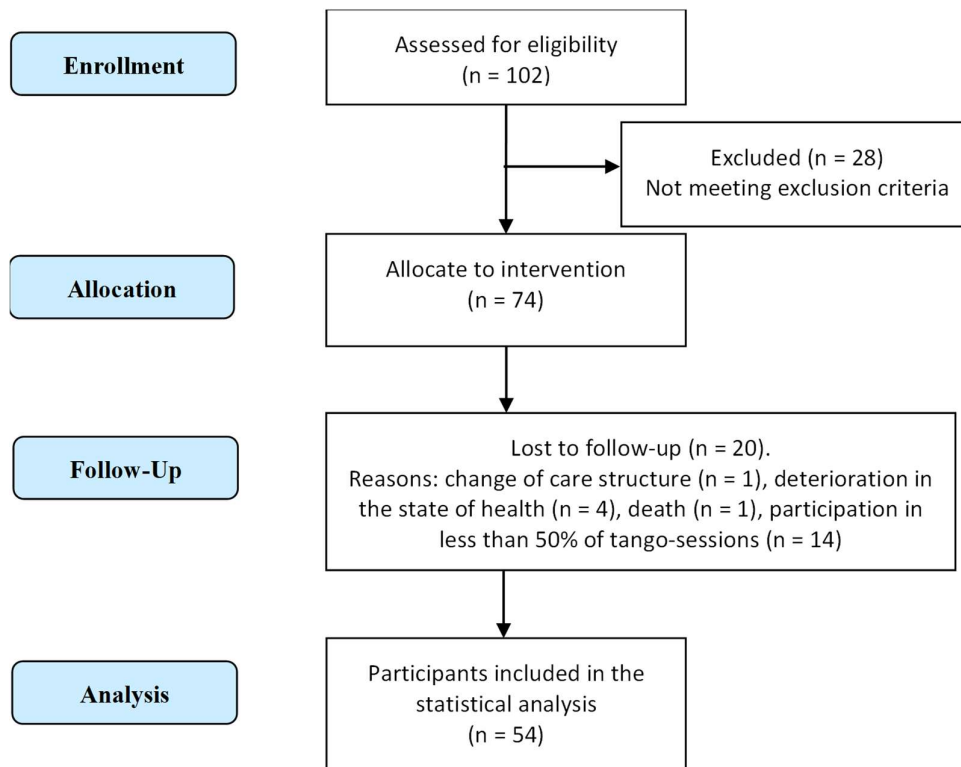 Enrollment
Assessed for eligibility
(n = 102)
Excluded (n = 28)
Not meeting exclusion criteria
Allocation
Allocate to intervention
(n = 74)
Follow-Up
Lost to follow-up (n = 20).
Reasons: change of care structure (n = 1), deterioration in
the state of health (n = 4), death (n = 1), participation in
less than 50% of tango-sessions (n = 14)
Analysis
Participants included in the
statistical analysis
(n = 54)